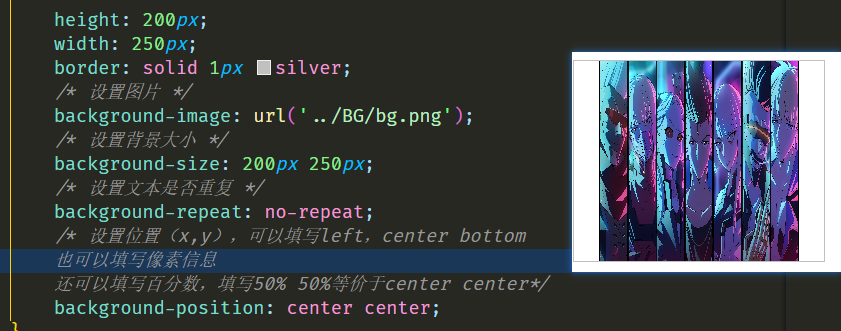 height: 200px;
width: 250px;
border: solid 1px silver;
/* 设置图片 */
background-image: url('../BG/bg.png');
/* 设置背景大小 */
background-size: 200px 250px;
/* 设置文本是否重复 */
background-repeat: no-repeat;
/* 设置位置（x,y），可以填写left，center bottom
也可以填写像素信息
还可以填写百分数，填写50% 50%等价于center center*/
background-position: center center;
}